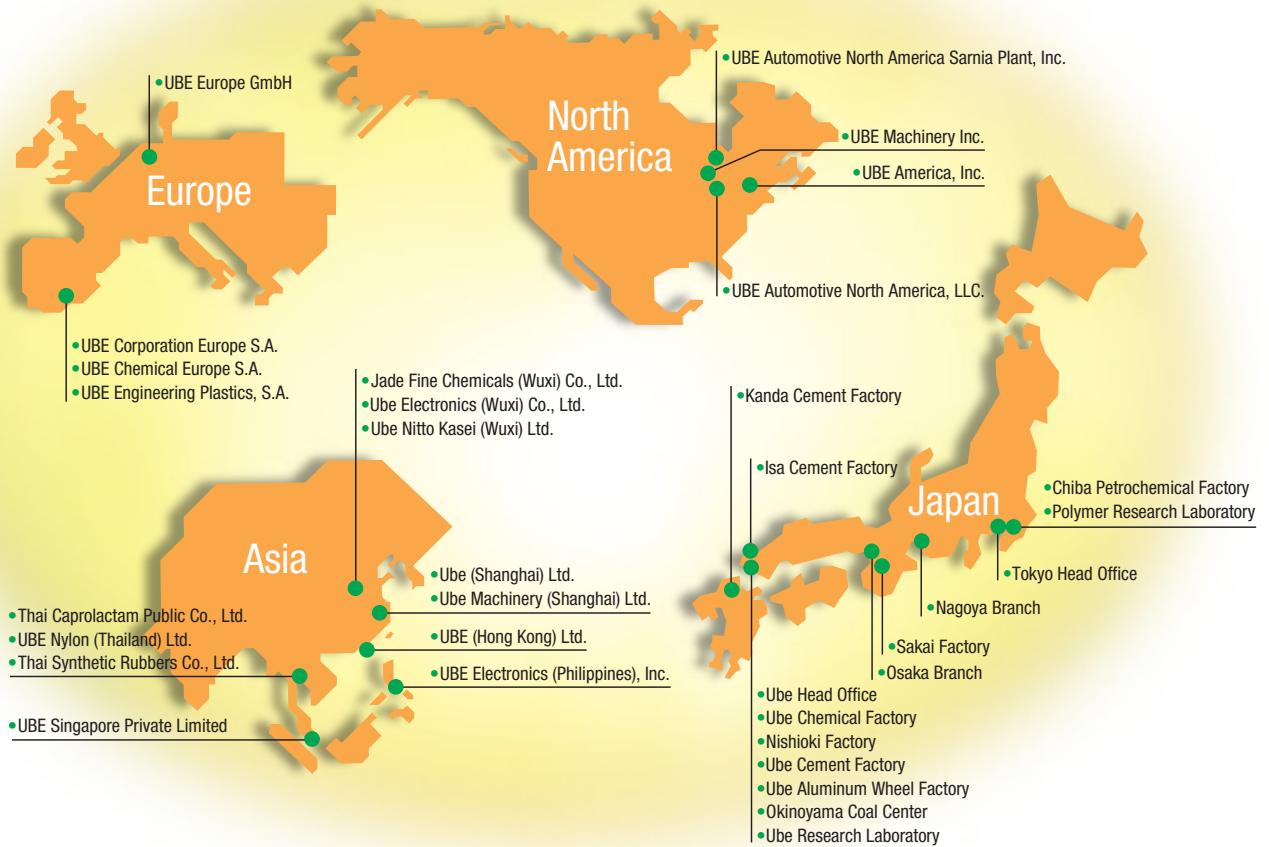 UBE Europe GmbH
Europe
UBE Corporation Europe S.A.
UBE Chemical Europe S.A.
UBE Engineering Plastics, S.A.
North
America
UBE Automotive North America Sarnia Plant, Inc.
UBE Machinery Inc.
UBE America, Inc.
UBE Automotive North America, LLC.
Jade Fine Chemicals (Wuxi) Co., Ltd.
Ube Electronics (Wuxi) Co., Ltd.
Ube Nitto Kasei (Wuxi) Ltd.
Asia
Ube (Shanghai) Ltd.
Ube Machinery (Shanghai) Ltd.
UBE (Hong Kong) Ltd.
UBE Electronics (Philippines), Inc.
Thai Caprolactam Public Co., Ltd.
UBE Nylon (Thailand) Ltd.
Thai Synthetic Rubbers Co., Ltd.
UBE Singapore Private Limited
Kanda Cement Factory
Isa Cement Factory
Japan
Chiba Petrochemical Factory
Polymer Research Laboratory
Tokyo Head Office
Nagoya Branch
Sakai Factory
Osaka Branch
Ube Head Office
Ube Chemical Factory
Nishioki Factory
Ube Cement Factory
Ube Aluminum Wheel Factory
Okinoyama Coal Center
Ube Research Laboratory